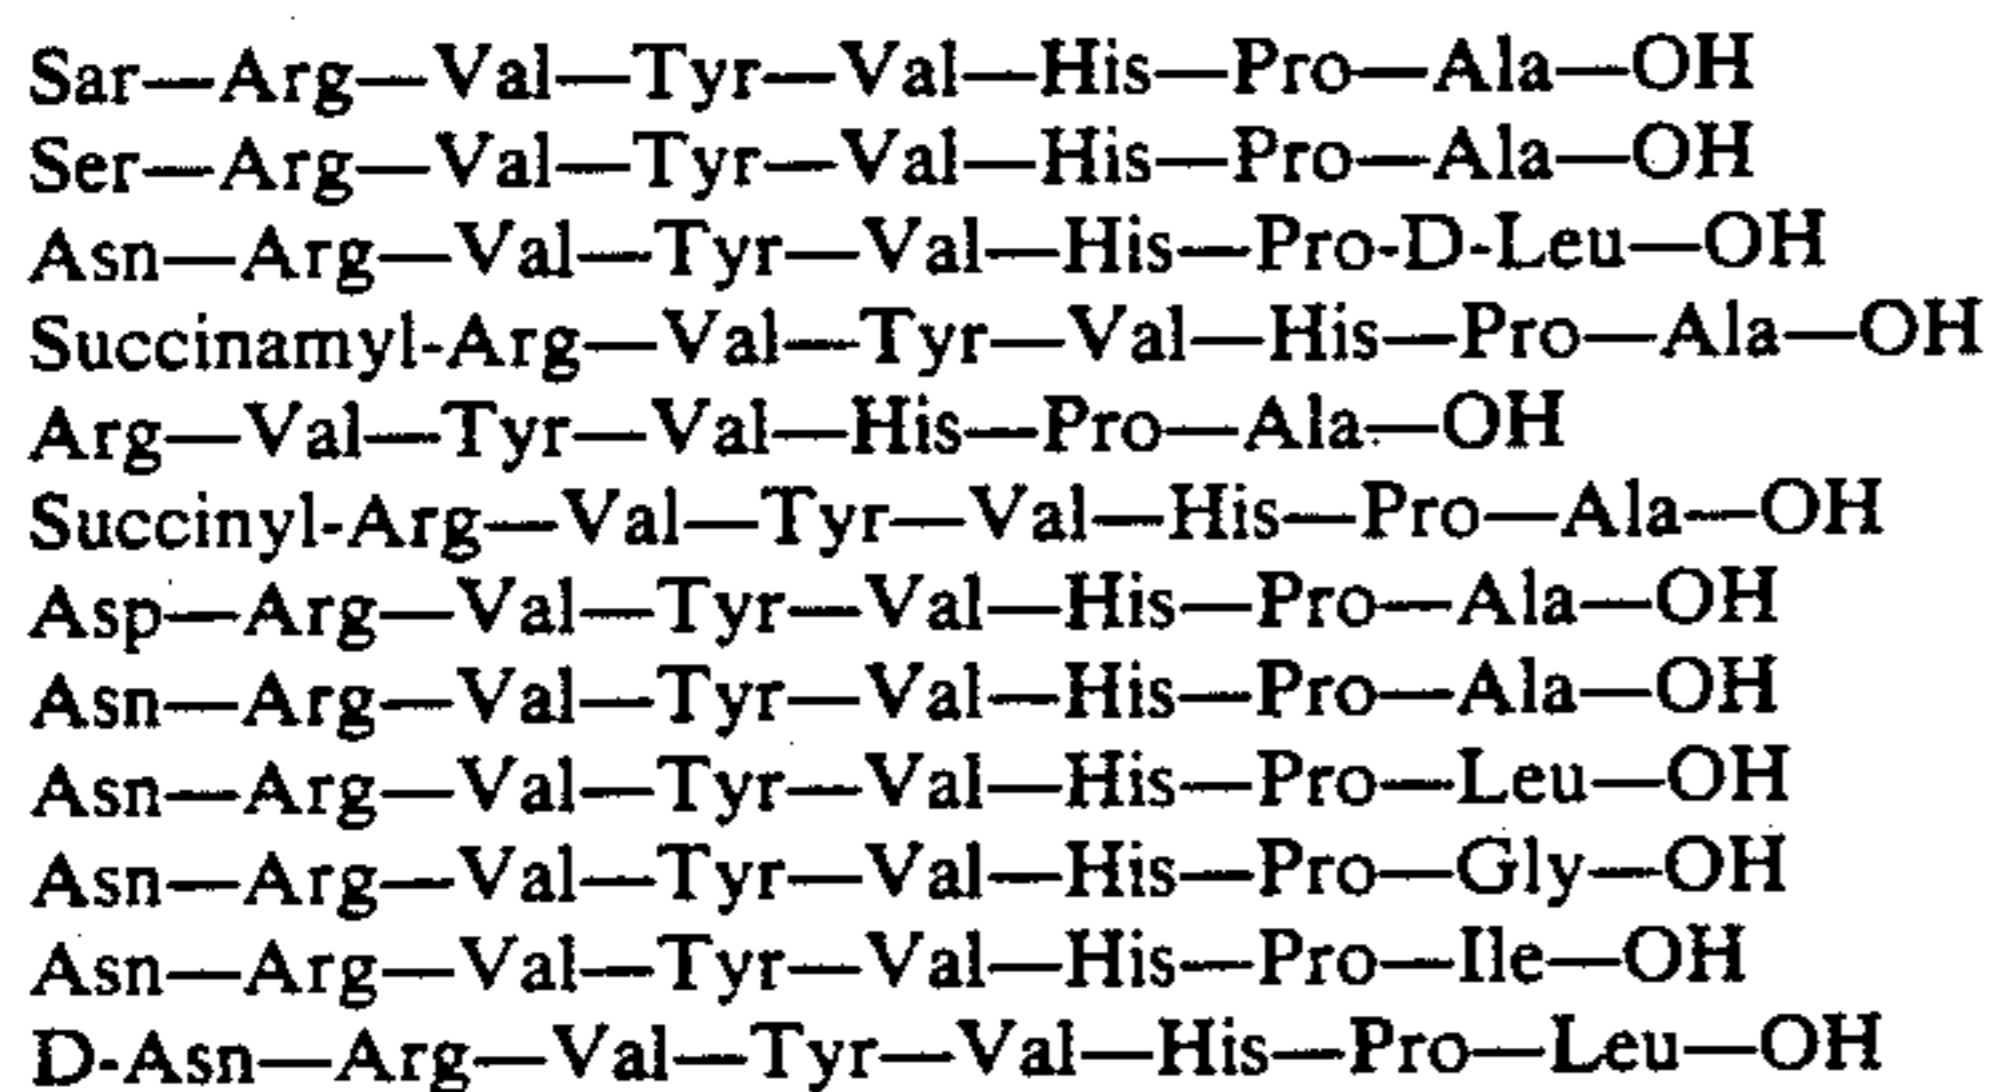 Sar—Arg—Val—Tyr—Val—His—Pro—Ala—OH
Ser—Arg—Val—Tyr—Val—His—Pro—Ala—OH
Asn—Arg—Val—Tyr—Val—His—Pro-D-Leu—OH
Succinamyl-Arg—Val—Tyr—Val—His—Pro—Ala—OH
Arg—Val—Tyr—Val—His—Pro—Ala—OH
Succinyl-Arg—Val—Tyr—Val—His—Pro—Ala—OH
Asp—Arg—Val—Tyr—Val—His—Pro—Ala—OH
Asn—Arg—Val—Tyr—Val—His—Pro—Ala—OH
Asn—Arg—Val—Tyr—Val—His—Pro—Leu—OH
Asn—Arg—Val—Tyr—Val—His—Pro—Gly—OH
Asn—Arg—Val—Tyr—Val—His—Pro—Ile—OH
D-Asn—Arg—Val—Tyr—Val—His—Pro—Leu—OH